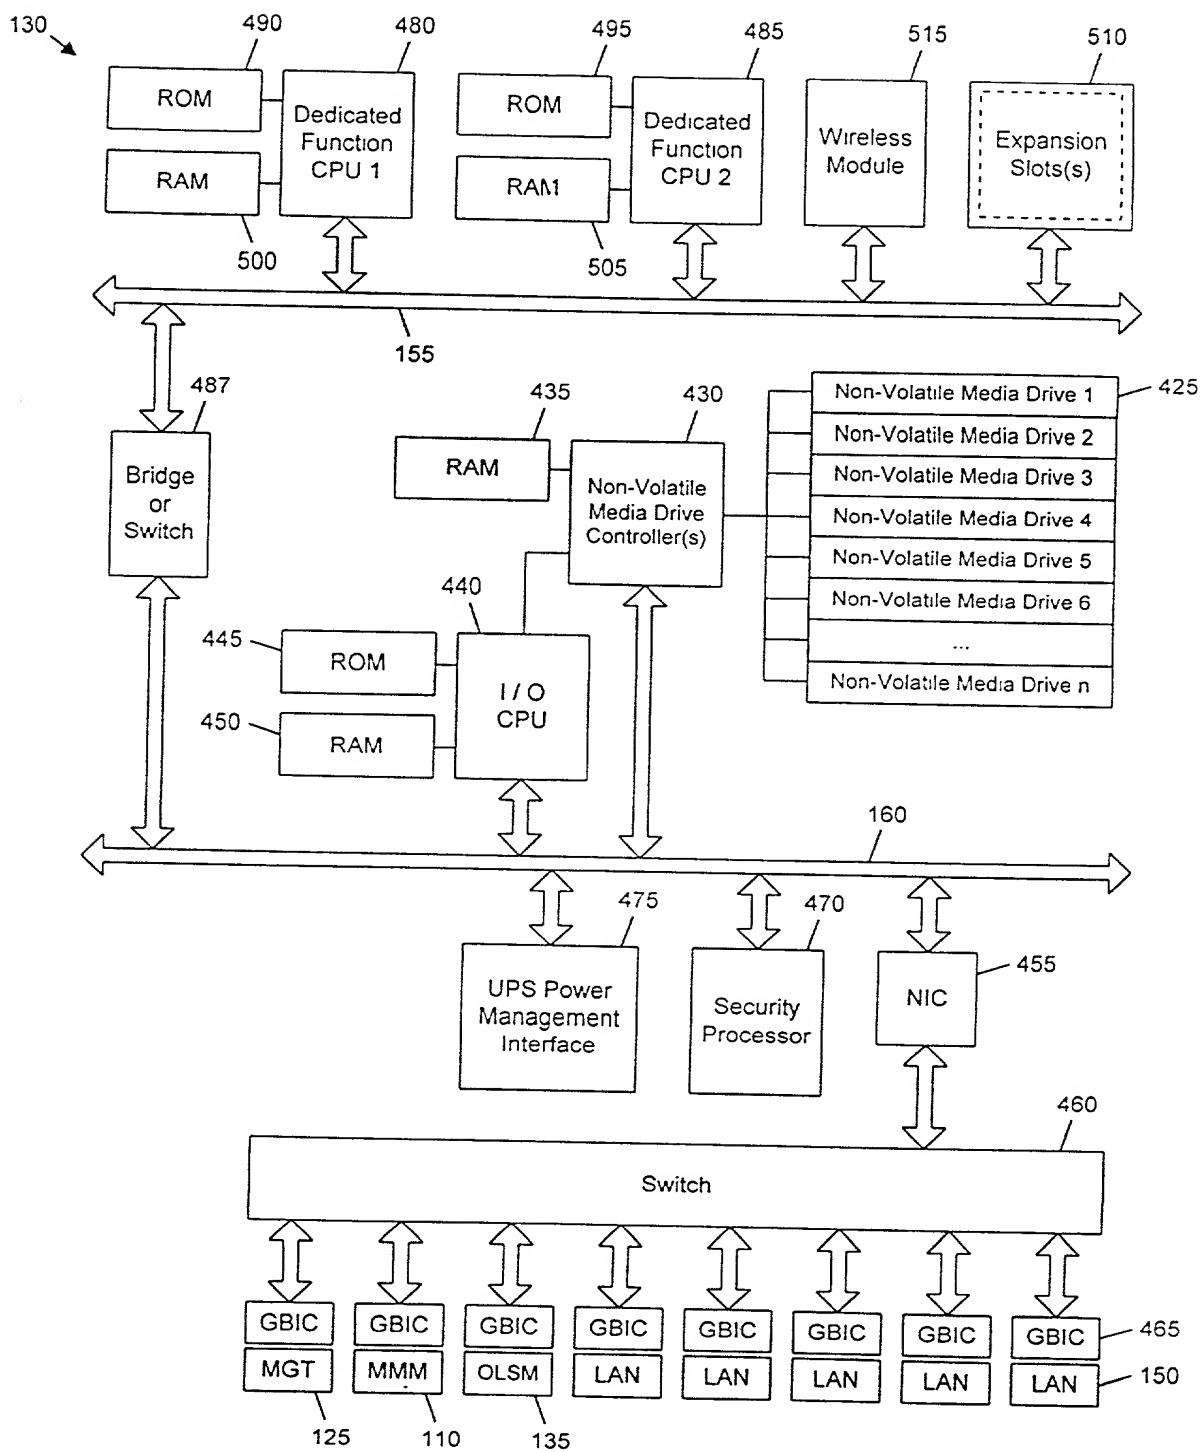 130
490
480
495
485
515
510
ROM
Dedicated
Function
CPU 1
RAM
500
ROM
Dedicated
Function
CPU 2
RAM
505
Wireless
Module
Expansion
Slots(s)
155
487
Bridge
or
Switch
435
RAM
430
Non-Volatile
Media Drive
Controller(s)
Non-Volatile Media Drive 1
425
Non-Volatile Media Drive 2
Non-Volatile Media Drive 3
Non-Volatile Media Drive 4
Non-Volatile Media Drive 5
Non-Volatile Media Drive 6
...
Non-Volatile Media Drive n
440
445
ROM
450
RAM
I / O
CPU
160
475
UPS Power
Management
Interface
470
Security
Processor
455
NIC
460
Switch
GBIC GBIC GBIC GBIC GBIC GBIC GBIC GBIC 465
MGT MMM OLSM LAN LAN LAN LAN LAN 150
125 110 135